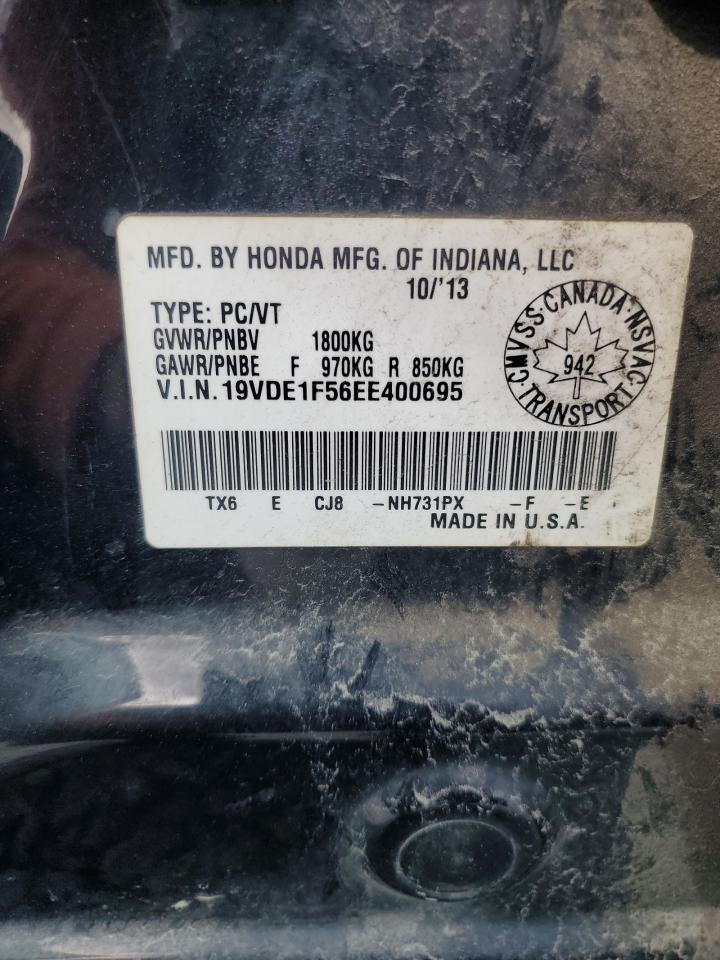 MFD. BY HONDA MFG. OF INDIANA, LLC
10/'13
TYPE: PC/VT
GVWR/PNBV 1800KG
GAWR/PNBE F 970KG R 850KG
V.I.N. 19VDE1F56EE400695
CMVSS·CANADA·NSVAC
942
·TRANSPORT·
TX6 E CJ8 -NH731PX -F -E
MADE IN U.S.A.